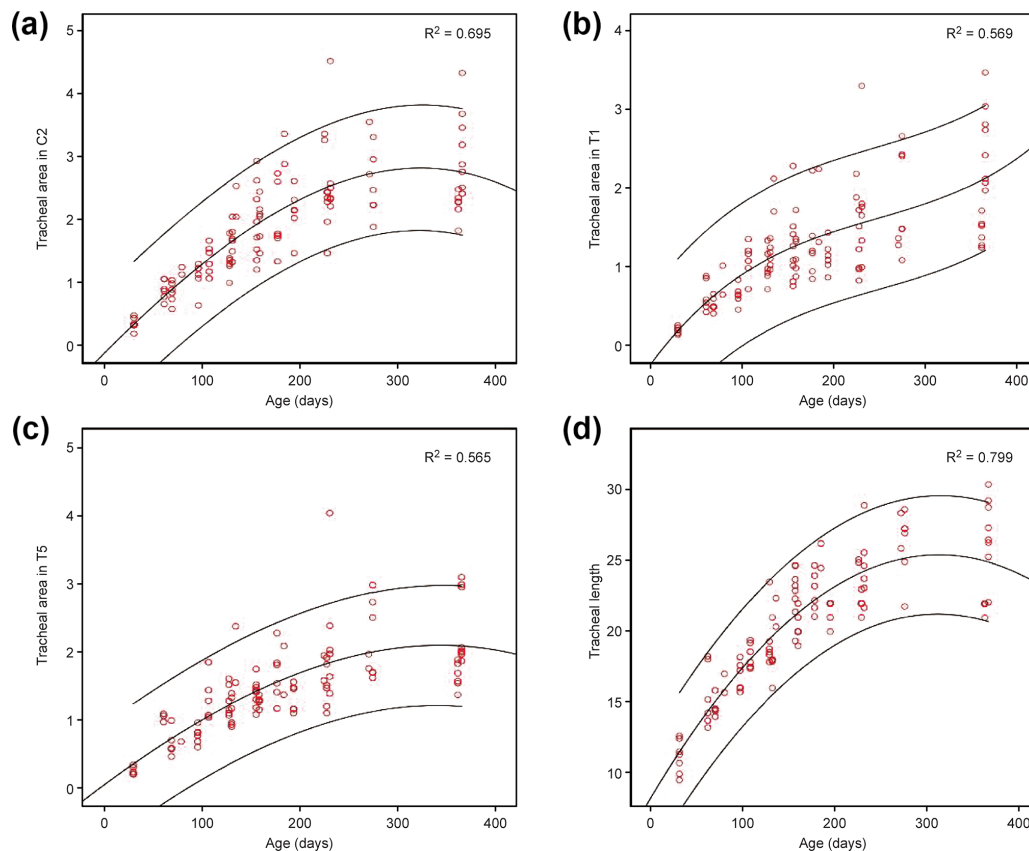 (a)
R² = 0.695
5
4
3
2
1
0
Tracheal area in C2
0 100 200 300 400
Age (days)
(b)
R² = 0.569
4
3
2
1
0
Tracheal area in T1
0 100 200 300 400
Age (days)
(c)
R² = 0.565
5
4
3
2
1
0
Tracheal area in T5
0 100 200 300 400
Age (days)
(d)
R² = 0.799
30
25
20
15
10
Tracheal length
0 100 200 300 400
Age (days)